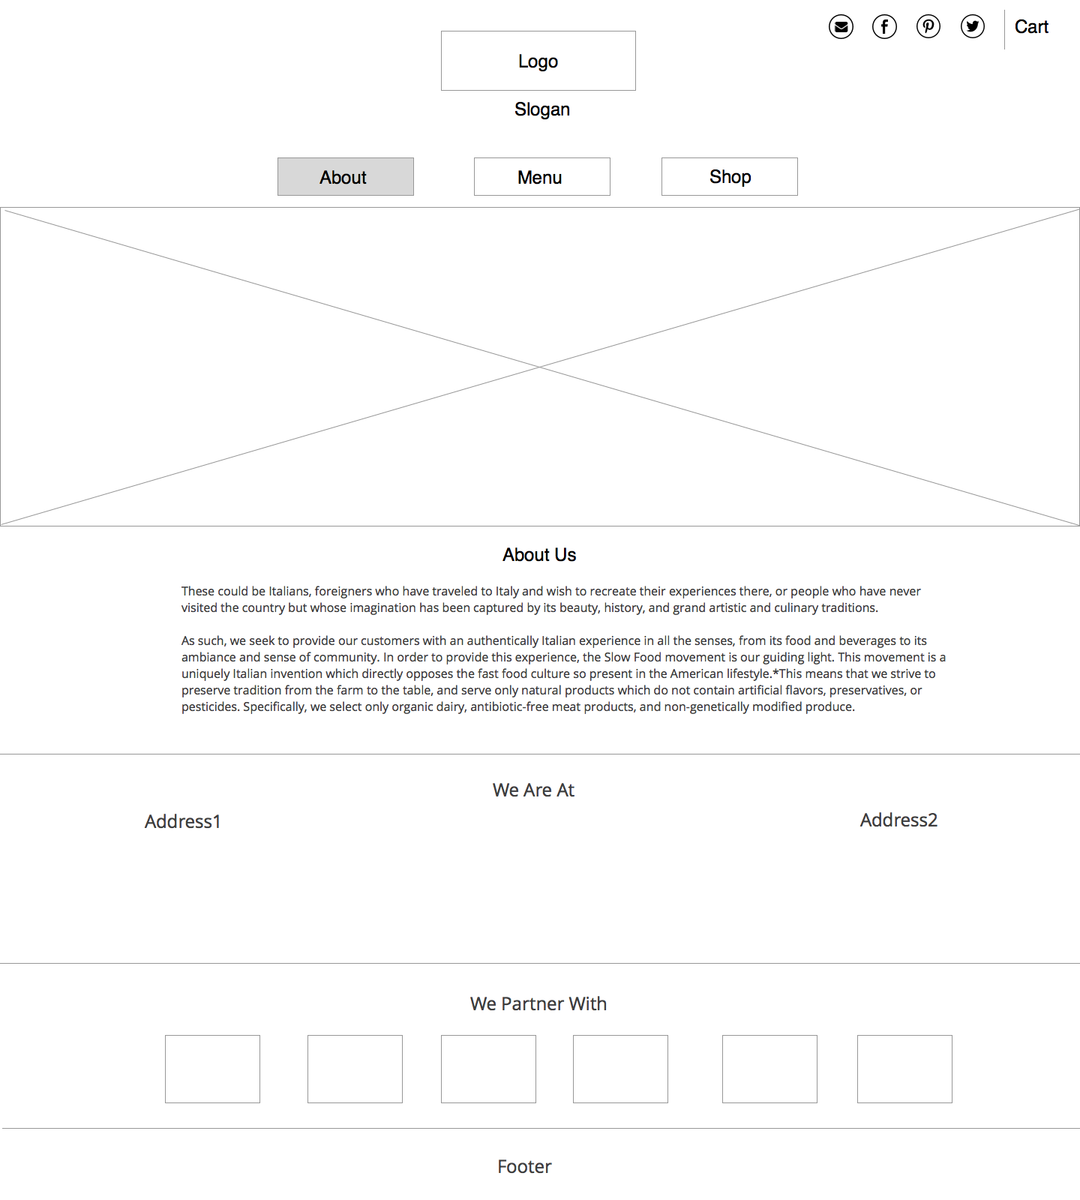 Cart
Logo
Slogan
About
Menu
Shop
About Us
These could be Italians, foreigners who have traveled to Italy and wish to recreate their experiences there, or people who have never
visited the country but whose imagination has been captured by its beauty, history, and grand artistic and culinary traditions.
As such, we seek to provide our customers with an authentically Italian experience in all the senses, from its food and beverages to its
ambiance and sense of community. In order to provide this experience, the Slow Food movement is our guiding light. This movement is a
uniquely Italian invention which directly opposes the fast food culture so present in the American lifestyle.*This means that we strive to
preserve tradition from the farm to the table, and serve only natural products which do not contain artificial flavors, preservatives, or
pesticides. Specifically, we select only organic dairy, antibiotic-free meat products, and non-genetically modified produce.
We Are At
Address1
Address2
We Partner With
Footer